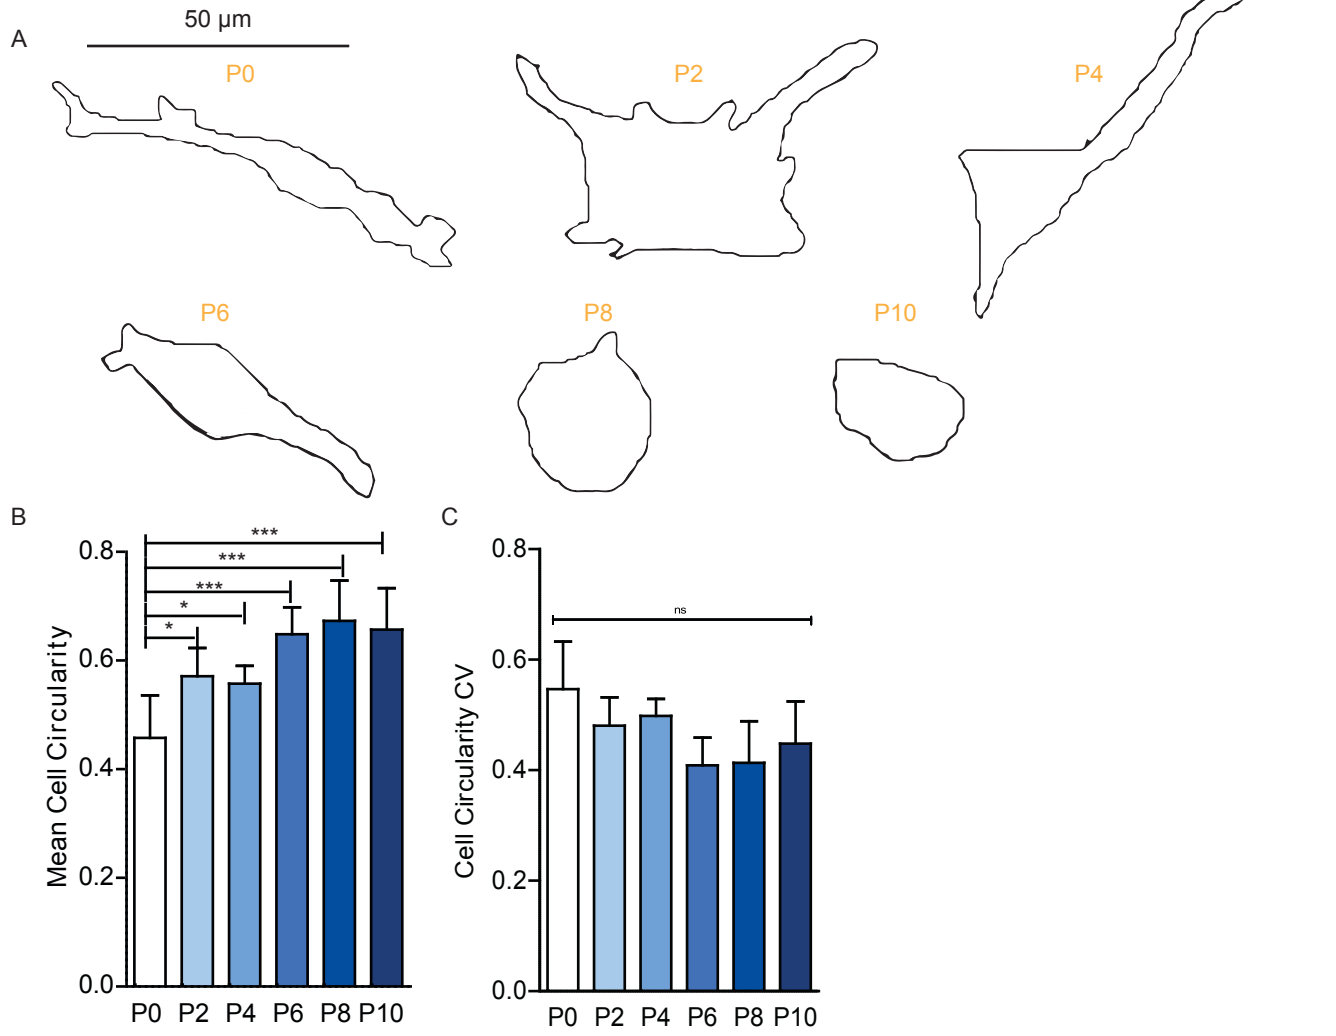 50 µm
A
P0
P2
P4
P6
P8
P10
B
C
***
***
***
*
*
Mean Cell Circularity
0.8
0.6
0.4
0.2
0.0
P0 P2 P4 P6 P8 P10
ns
Cell Circularity CV
0.8
0.6
0.4
0.2
0.0
P0 P2 P4 P6 P8 P10